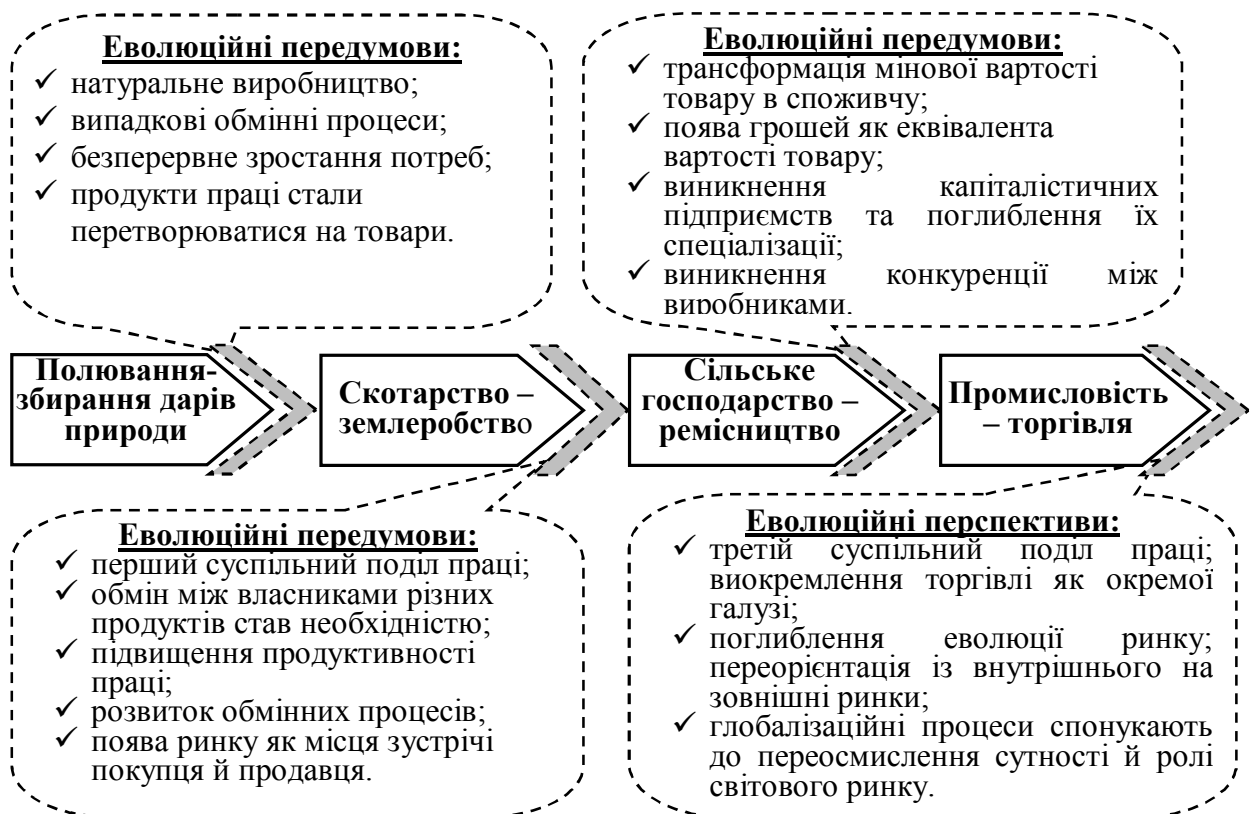 Еволюційні передумови:
✓ натуральне виробництво;
✓ випадкові обмінні процеси;
✓ безперервне зростання потреб;
✓ продукти праці стали
перетворюватися на товари.
Еволюційні передумови:
✓ трансформація мінової вартості
товару в споживчу;
✓ поява грошей як еквівалента
вартості товару;
✓ виникнення капіталістичних
підприємств та поглиблення їх
спеціалізації;
✓ виникнення конкуренції між
виробниками.
Полювання-
збирання дарів
природи
Скотарство –
землеробство
Сільське
господарство –
ремісництво
Промисловість
– торгівля
Еволюційні передумови:
✓ перший суспільний поділ праці;
✓ обмін між власниками різних
продуктів став необхідністю;
✓ підвищення продуктивності
праці;
✓ розвиток обмінних процесів;
✓ поява ринку як місця зустрічі
покупця й продавця.
Еволюційні перспективи:
✓ третій суспільний поділ праці;
виокремлення торгівлі як окремої
галузі;
✓ поглиблення еволюції ринку;
переорієнтація із внутрішнього на
зовнішні ринки;
✓ глобалізаційні процеси спонукають
до переосмислення сутності й ролі
світового ринку.